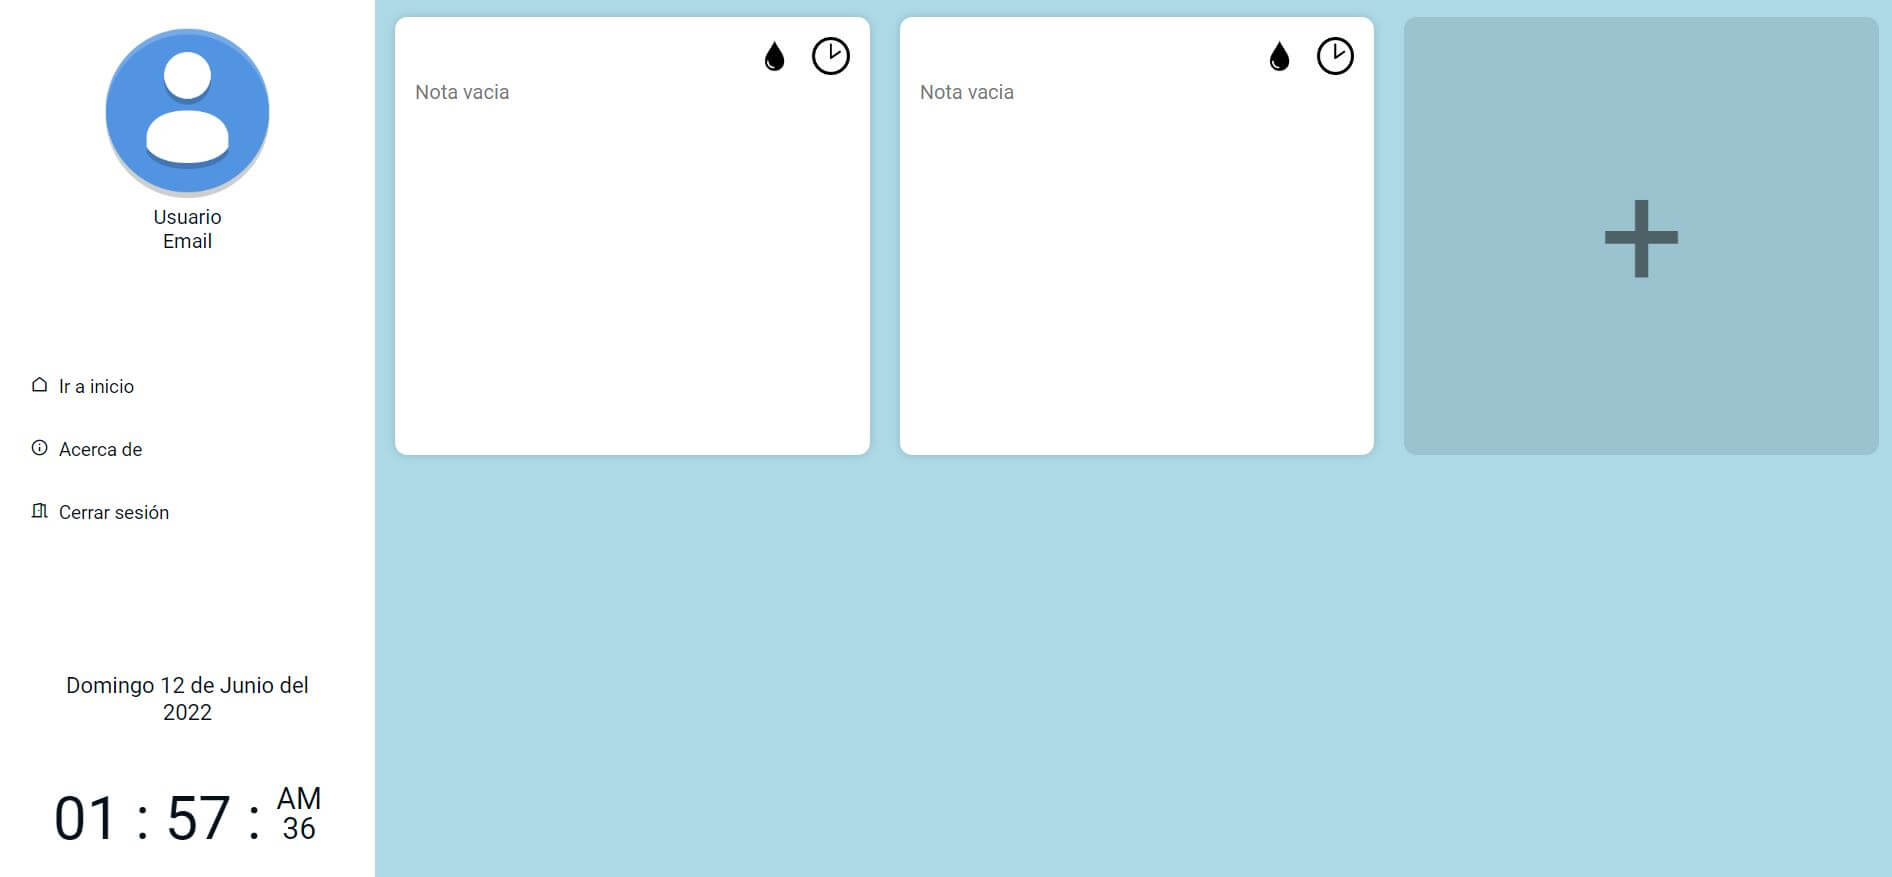 Usuario
Email
Ir a inicio
Acerca de
Cerrar sesión
Domingo 12 de Junio del
2022
01 : 57 : AM
36
Nota vacia
Nota vacia